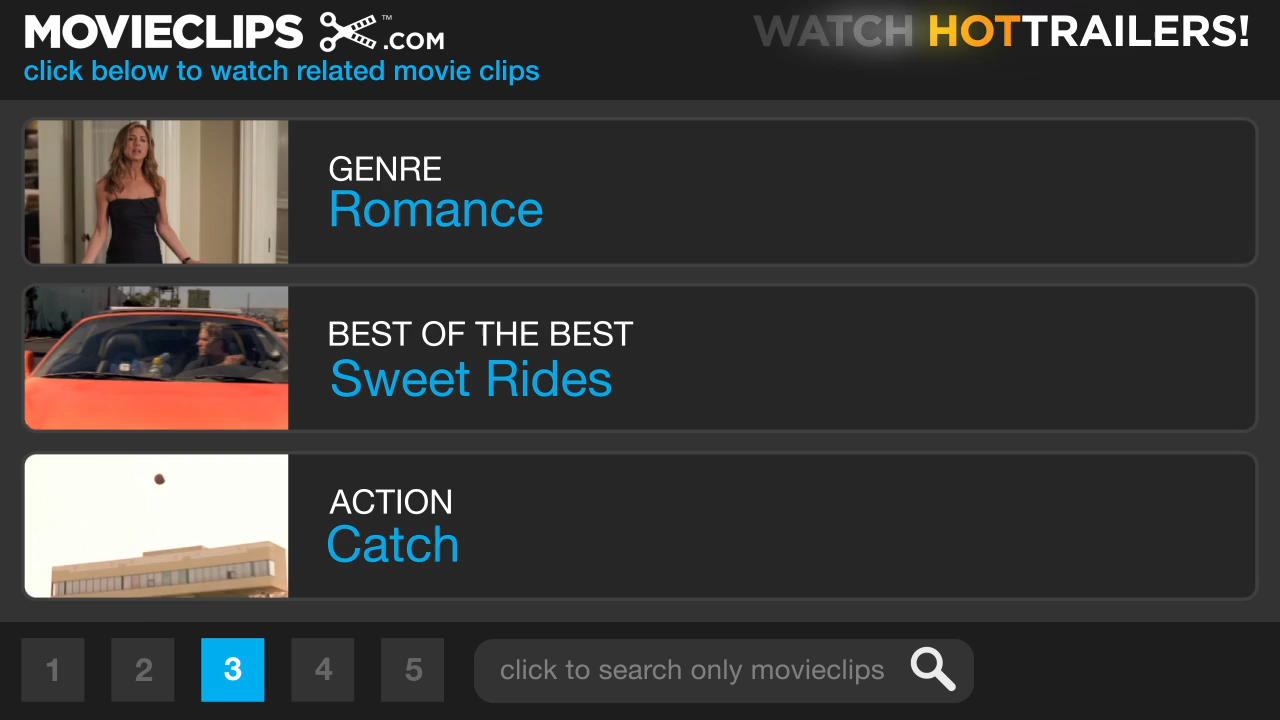 MOVIECLIPS ™ .COM
WATCH HOTTRAILERS!
click below to watch related movie clips
GENRE
Romance
BEST OF THE BEST
Sweet Rides
ACTION
Catch
1 2 3 4 5
click to search only movieclips